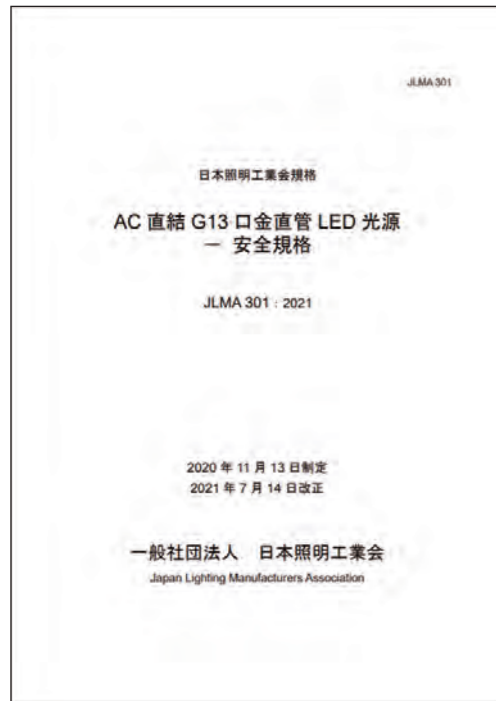 JLMA 301
日本照明工業会規格
AC 直結 G13 口金直管 LED 光源
－ 安全規格
JLMA 301：2021
2020 年 11 月 13 日制定
2021 年 7 月 14 日改正
一般社団法人　日本照明工業会
Japan Lighting Manufacturers Association